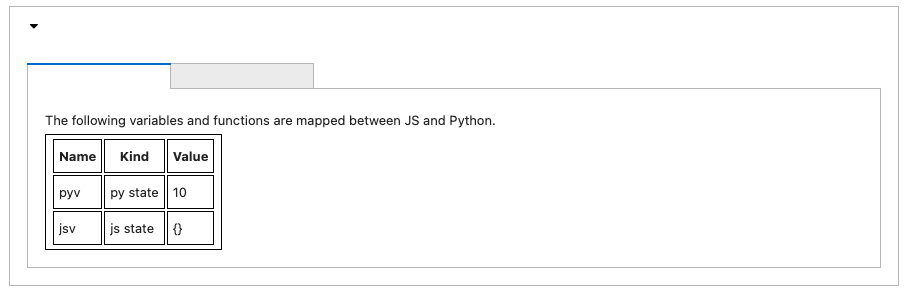 The following variables and functions are mapped between JS and Python.
Name Kind Value
pyv py state 10
jsv js state {}